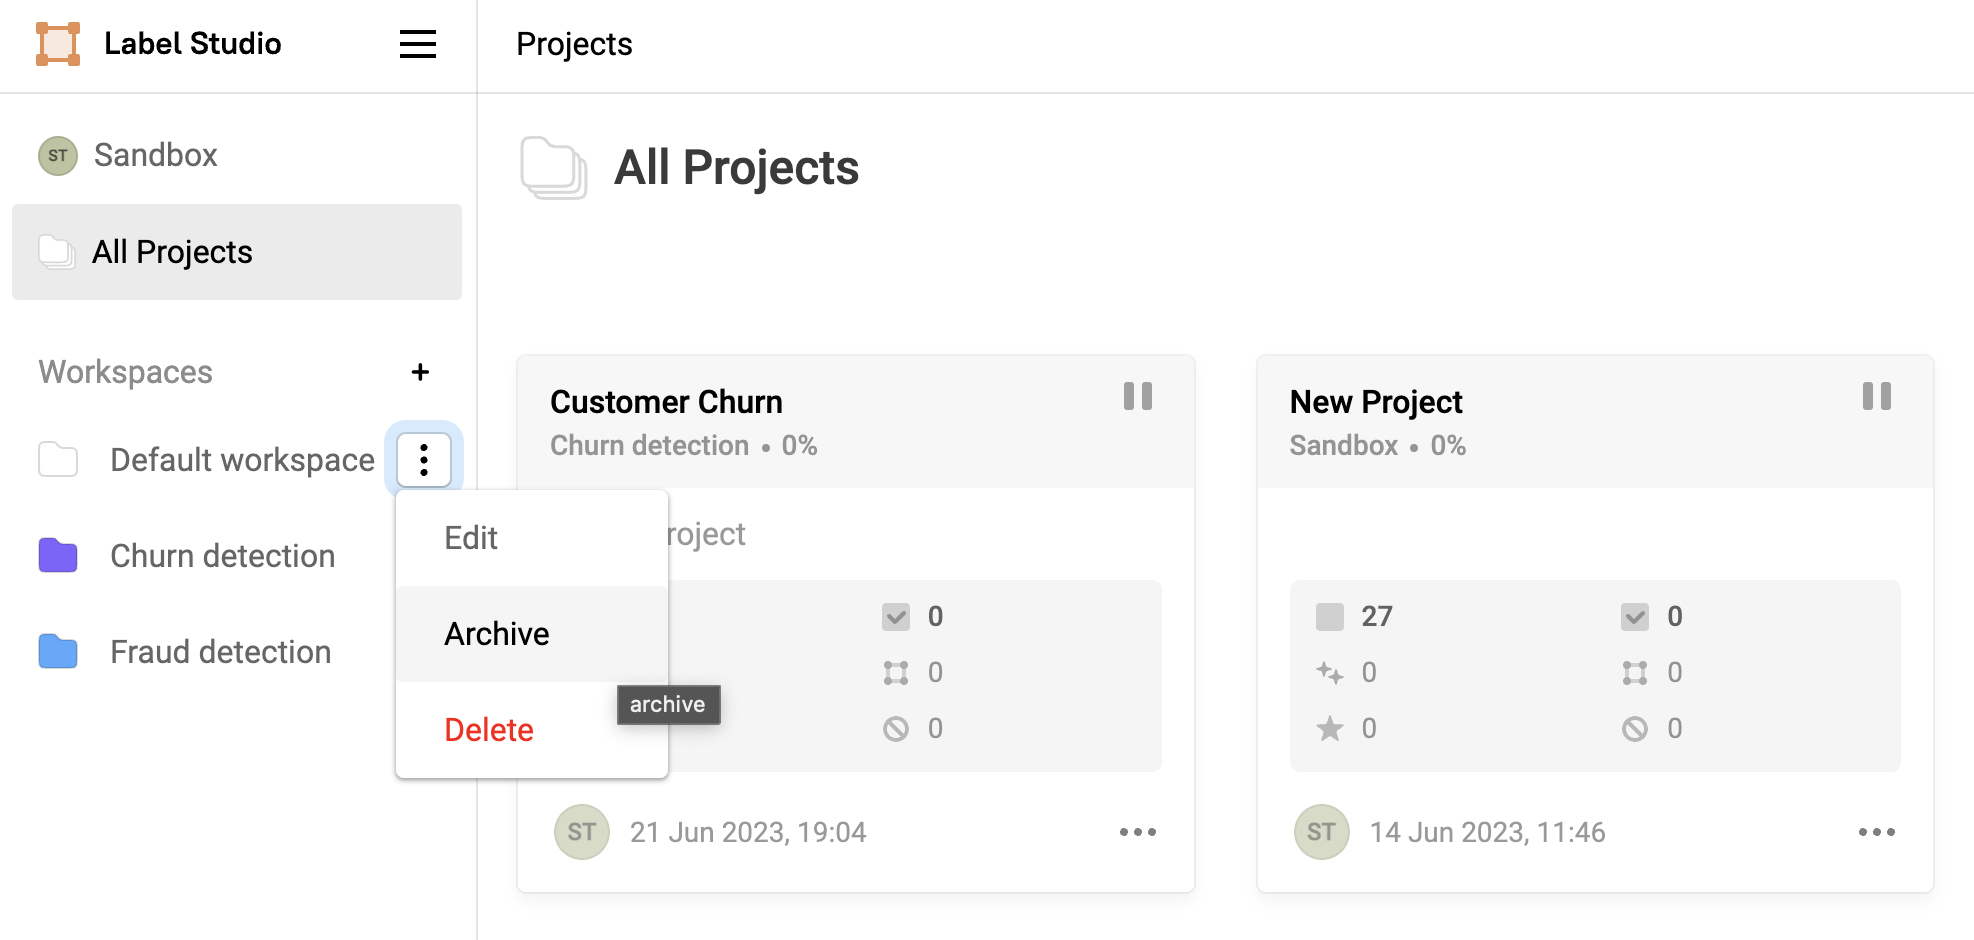 Label Studio
Projects
ST Sandbox
All Projects
Workspaces +
Default workspace
Churn detection
Fraud detection
Edit
Archive
Delete
archive
All Projects
Customer Churn
Churn detection • 0%
roject
0
0
0
ST 21 Jun 2023, 19:04
New Project
Sandbox • 0%
27 0
0 0
0 0
ST 14 Jun 2023, 11:46